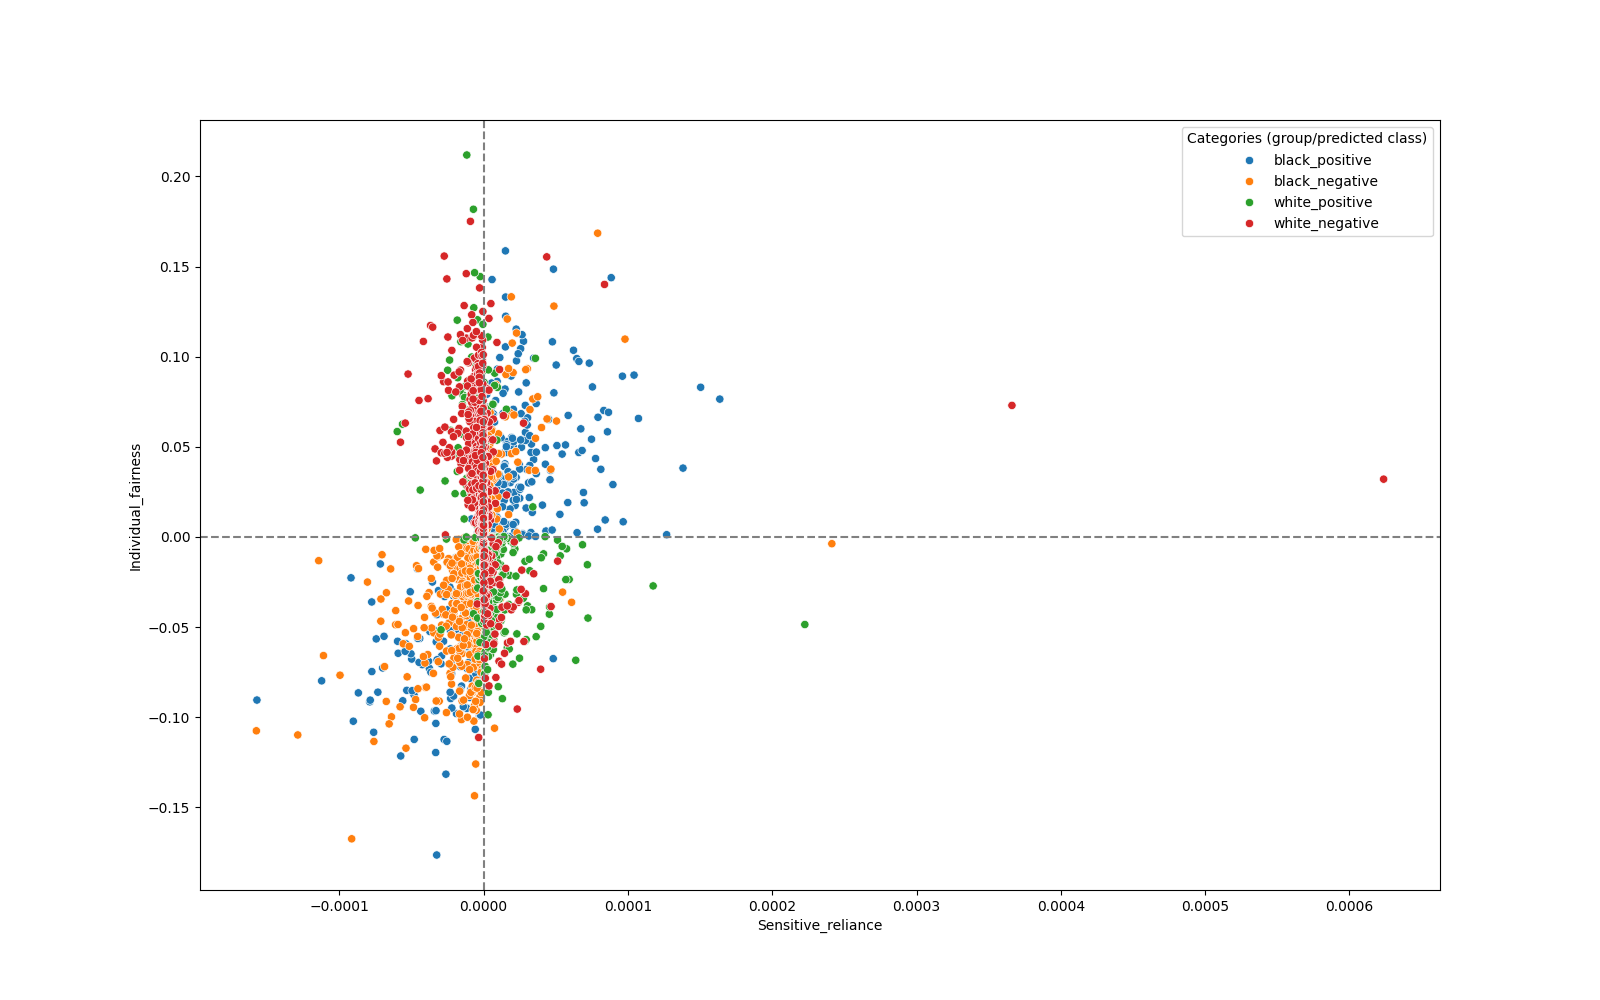 Categories (group/predicted class)
black_positive
black_negative
white_positive
white_negative
0.20
0.15
0.10
0.05
0.00
−0.05
−0.10
−0.15
Individual_fairness
−0.0001
0.0000
0.0001
0.0002
0.0003
0.0004
0.0005
0.0006
Sensitive_reliance